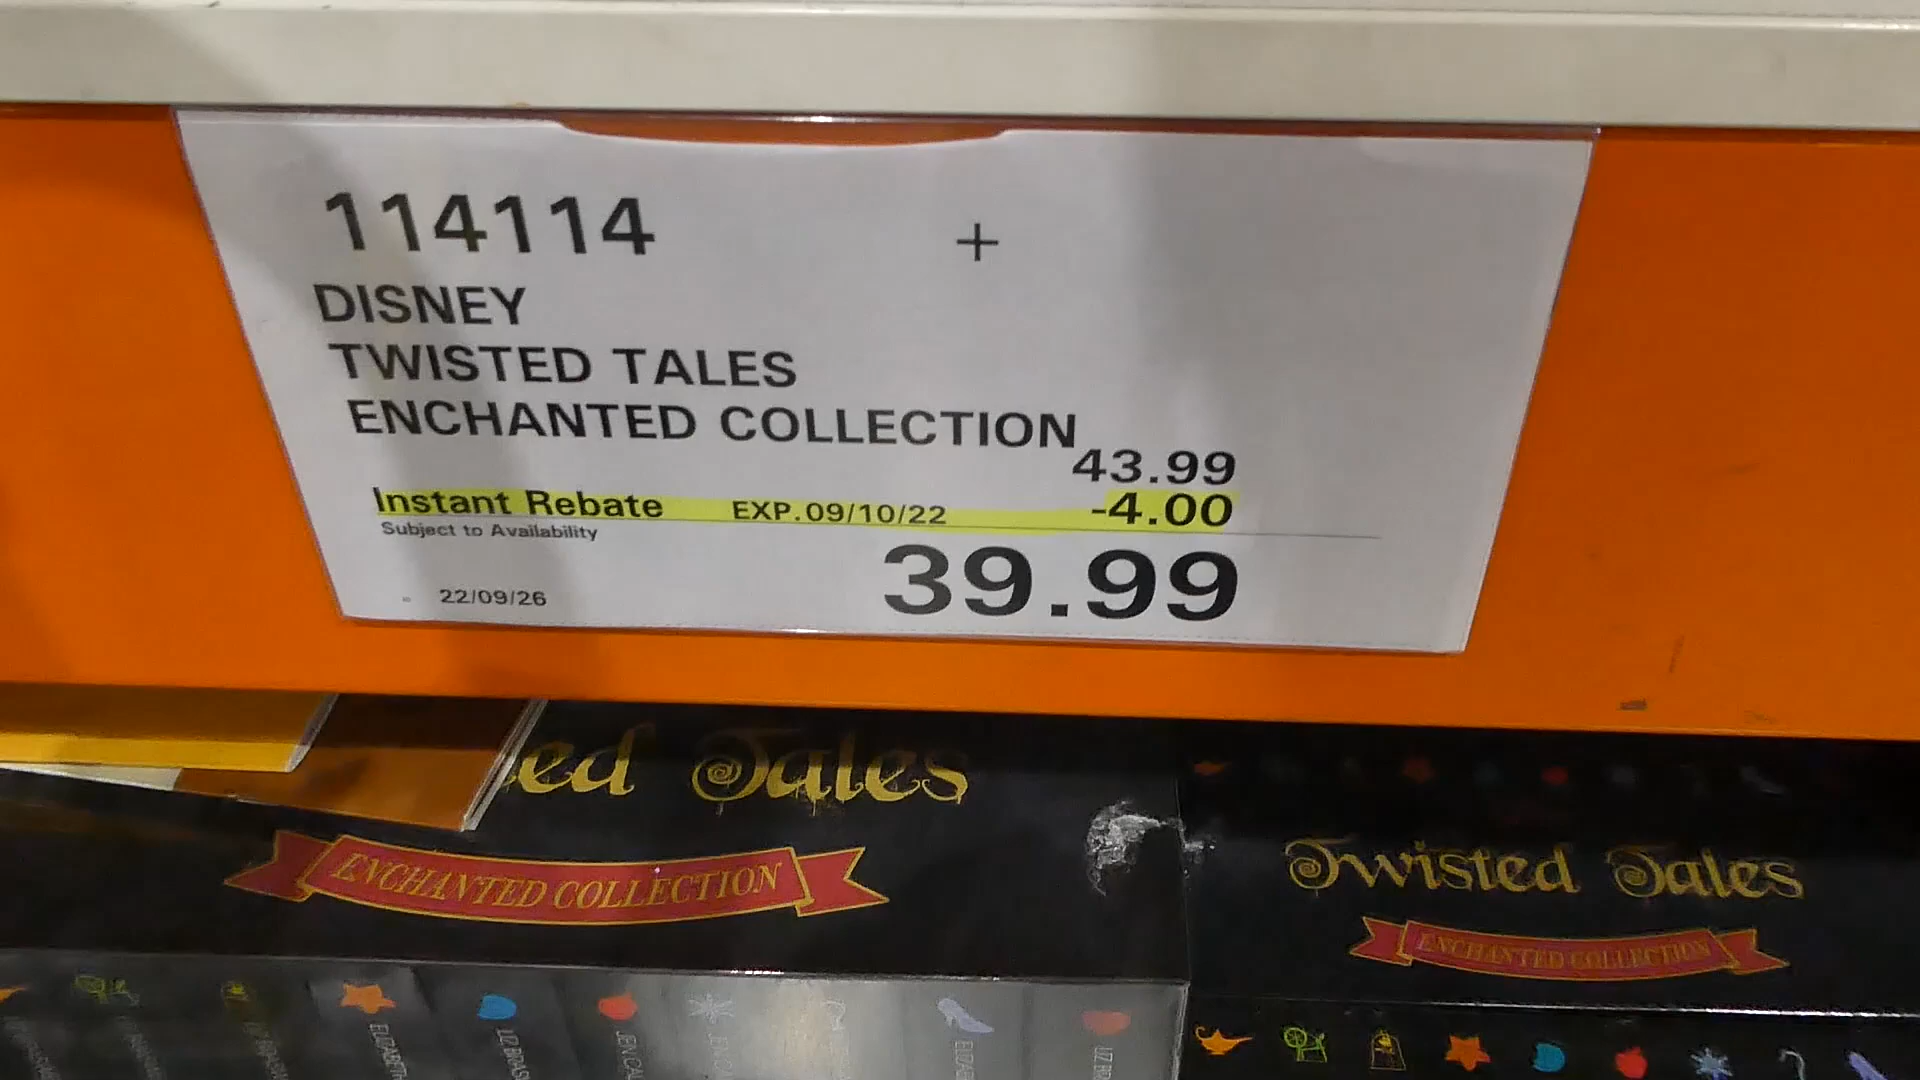 114114 +
DISNEY
TWISTED TALES
ENCHANTED COLLECTION
43.99
Instant Rebate EXP.09/10/22 -4.00
Subject to Availability
39.99
22/09/26
ed Tales
ENCHANTED COLLECTION
Twisted Tales
ENCHANTED COLLECTION